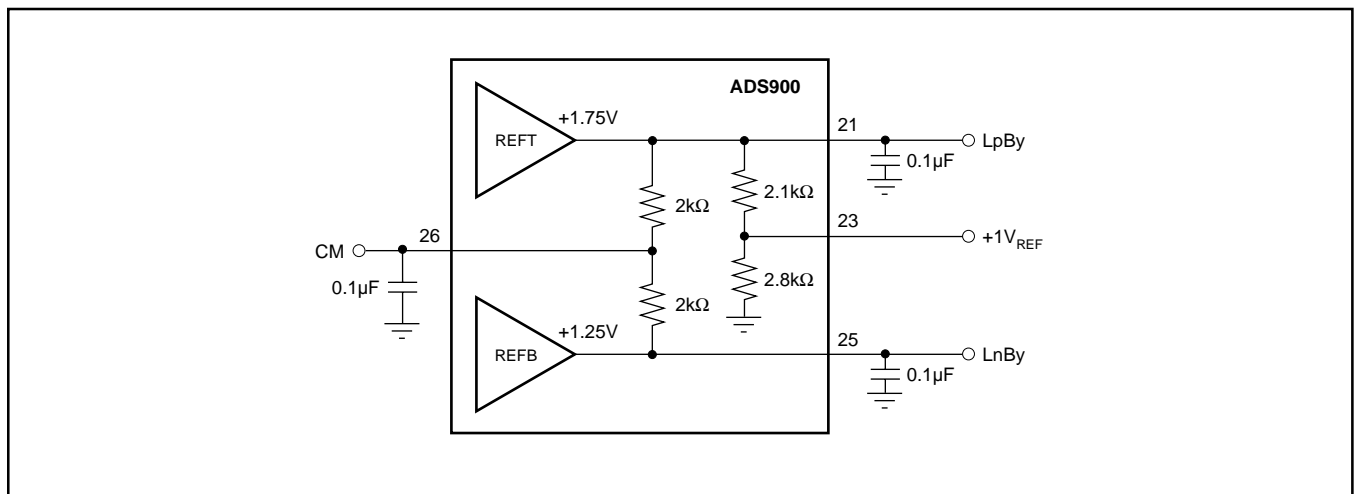 ADS900
+1.75V
REFT
21
LpBy
0.1µF
2kΩ
2.1kΩ
23
+1VREF
26
CM
0.1µF
2kΩ
2.8kΩ
+1.25V
REFB
25
LnBy
0.1µF